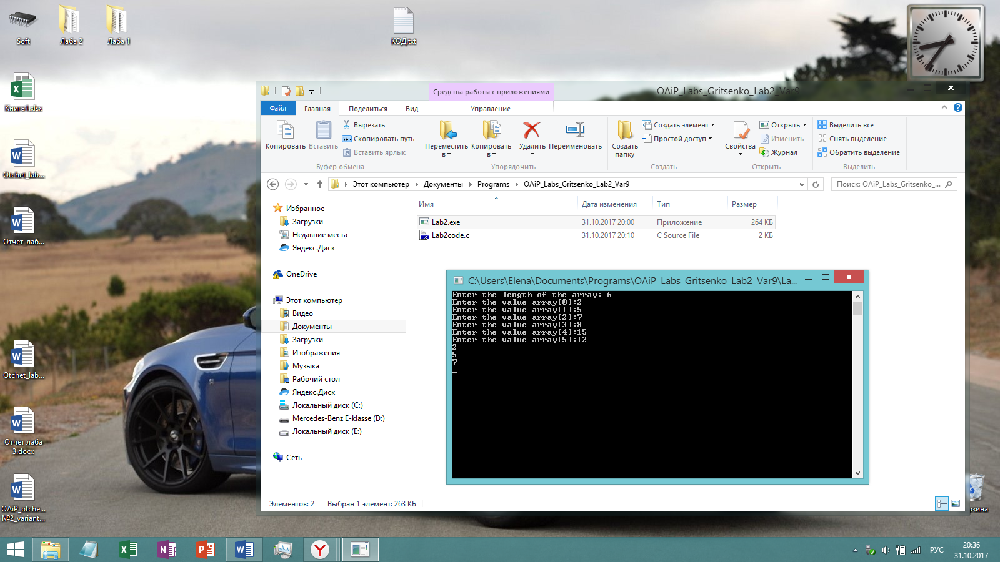 Soft
Лаба 2
Лаба 1
КОД.txt
Книга1.xlsx
Otchet_lab...
Отчет_лаб...
Otchet_lab...
Отчет лаба
3.docx
OAiP_otche...
№2_variant...
Средства работы с приложениями
OAiP_Labs_Gritsenko_Lab2_Var9
Файл
Главная
Поделиться
Вид
Управление
Копировать
Вставить
Вырезать
Скопировать путь
Вставить ярлык
Буфер обмена
Переместить
в
Копировать
в
Удалить
Переименовать
Упорядочить
Создать
папку
Создать элемент
Простой доступ
Создать
Свойства
Открыть
Изменить
Журнал
Открыть
Выделить все
Снять выделение
Обратить выделение
Выделить
Этот компьютер
Документы
Programs
OAiP_Labs_Gritsenko_Lab2_Var9
Поиск: OAiP_Labs_Gritsenko_...
Избранное
Загрузки
Недавние места
Яндекс.Диск
OneDrive
Этот компьютер
Видео
Документы
Загрузки
Изображения
Музыка
Рабочий стол
Яндекс.Диск
Локальный диск (C:)
Mercedes-Benz E-klasse (D:)
Локальный диск (E:)
Сеть
Имя Дата изменения Тип Размер
Lab2.exe 31.10.2017 20:00 Приложение 264 КБ
Lab2code.c 31.10.2017 20:10 C Source File 2 КБ
C:\Users\Elena\Documents\Programs\OAiP_Labs_Gritsenko_Lab2_Var9\La...
Enter the length of the array: 6
Enter the value array[0]:2
Enter the value array[1]:5
Enter the value array[2]:7
Enter the value array[3]:8
Enter the value array[4]:15
Enter the value array[5]:12
2
5
7
Элементов: 2 Выбран 1 элемент: 263 КБ
рзина
РУС
20:36
31.10.2017